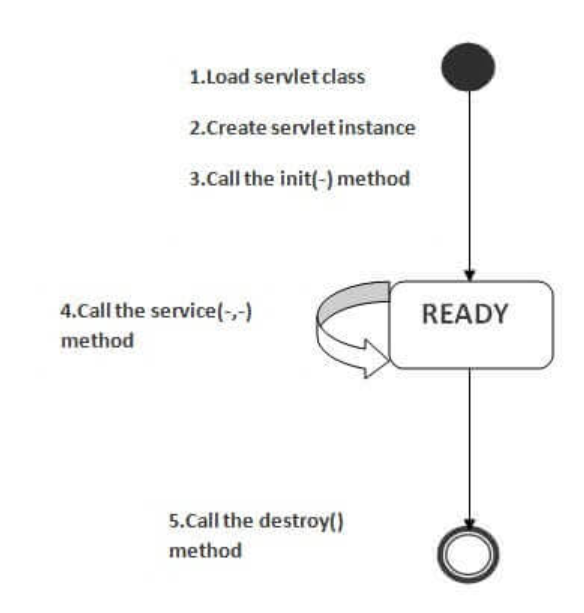 1.Load servlet class
2.Create servlet instance
3.Call the init(-) method
4.Call the service(-,-)
method
READY
5.Call the destroy()
method